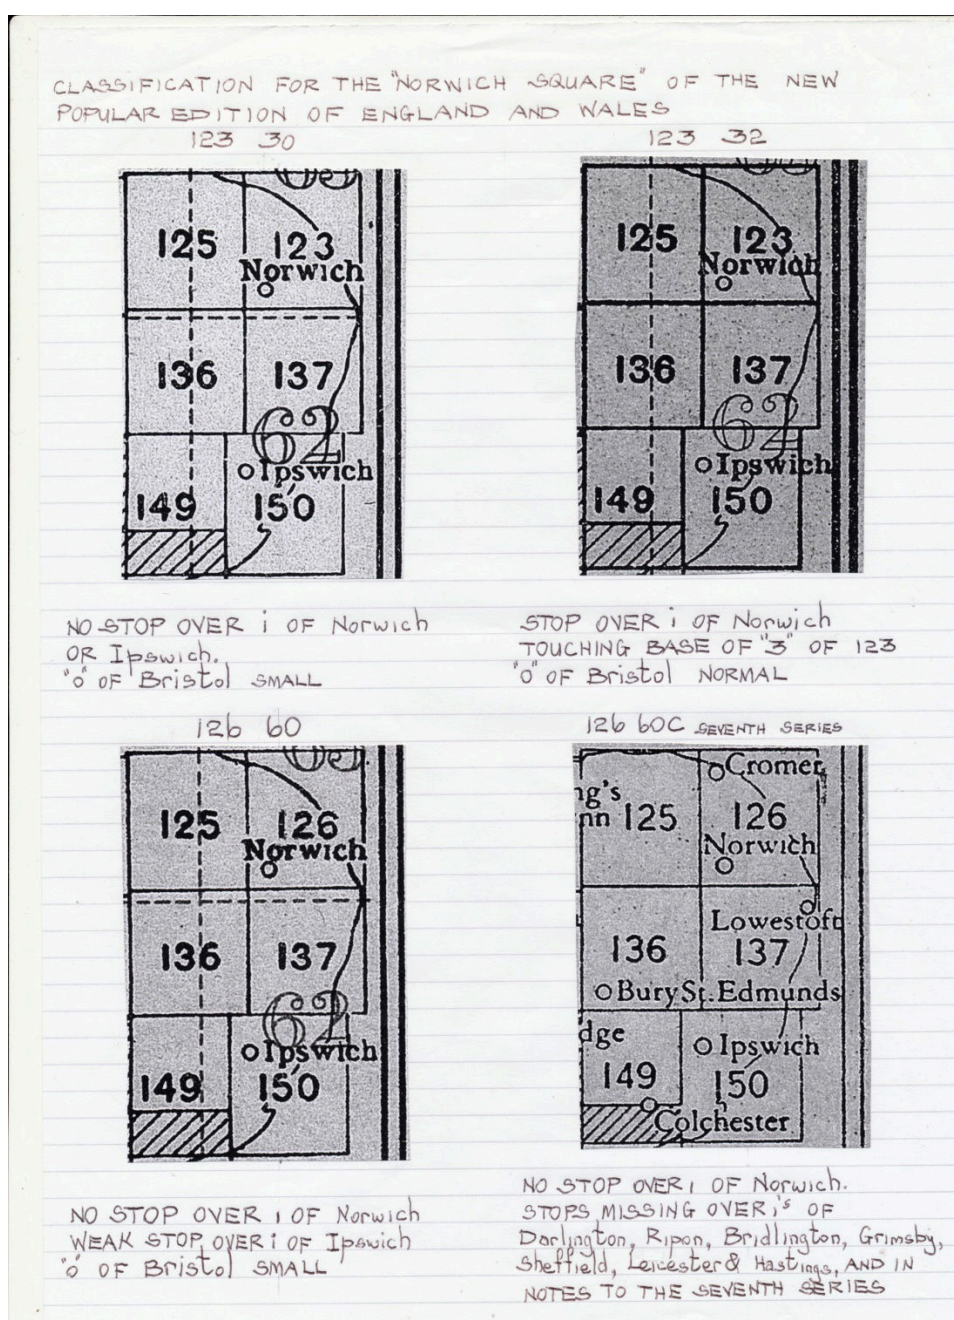 CLASSIFICATION FOR THE "NORWICH SQUARE" OF THE NEW
POPULAR EDITION OF ENGLAND AND WALES
123 30
125 123
Norwich
136 137
62
Ipswich
149 150
NO STOP OVER i OF Norwich
OR Ipswich.
"o" OF Bristol SMALL
123 32
125 123
Norwich
136 137
62
Ipswich
149 150
STOP OVER i OF Norwich
TOUCHING BASE OF "3" OF 123
"o" OF Bristol NORMAL
126 60
125 126
Norwich
136 137
62
Ipswich
149 150
NO STOP OVER ı OF Norwich
WEAK STOP OVER i OF Ipswich
"o" OF Bristol SMALL
126 60C SEVENTH SERIES
Cromer
ng's
nn 125 126
Norwich
Lowestoft
136 137
Bury St. Edmunds
dge
Ipswich
149 150
Colchester
NO STOP OVER ı OF Norwich.
STOPS MISSING OVER i's OF
Darlington, Ripon, Bridlington, Grimsby,
Sheffield, Leicester & Hastings, AND IN
NOTES TO THE SEVENTH SERIES